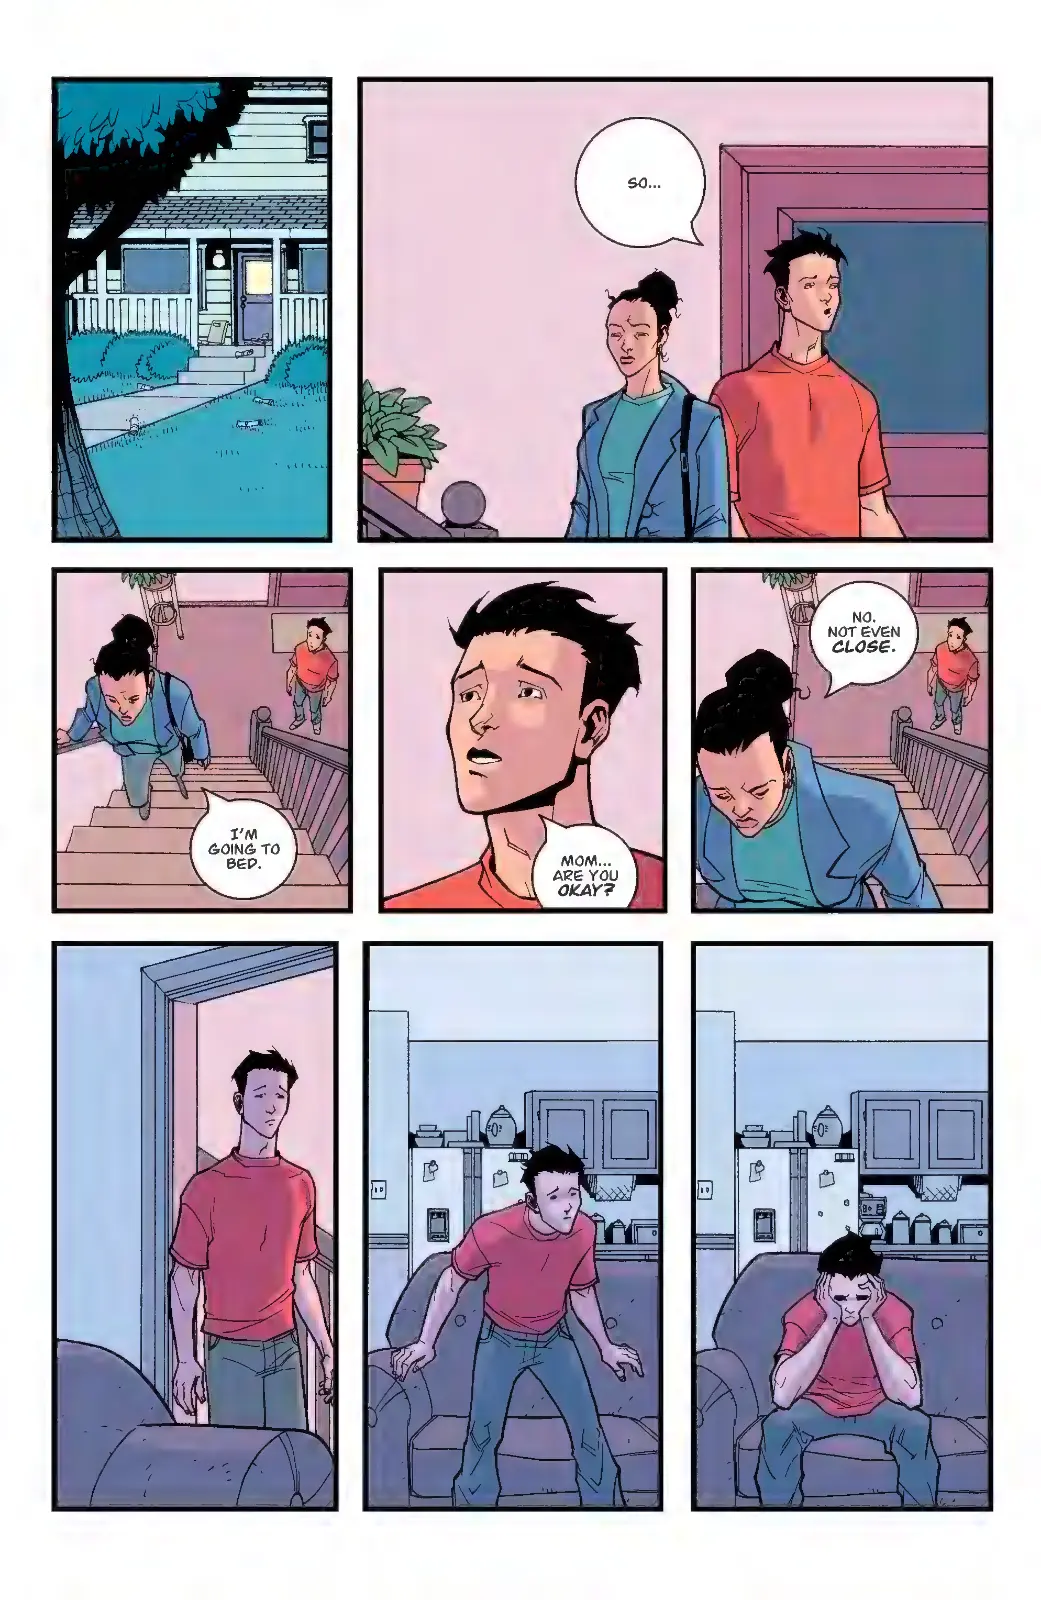 SO...
I'M
GOING TO
BED.
MOM...
ARE YOU
OKAY?
NO.
NOT EVEN
CLOSE.